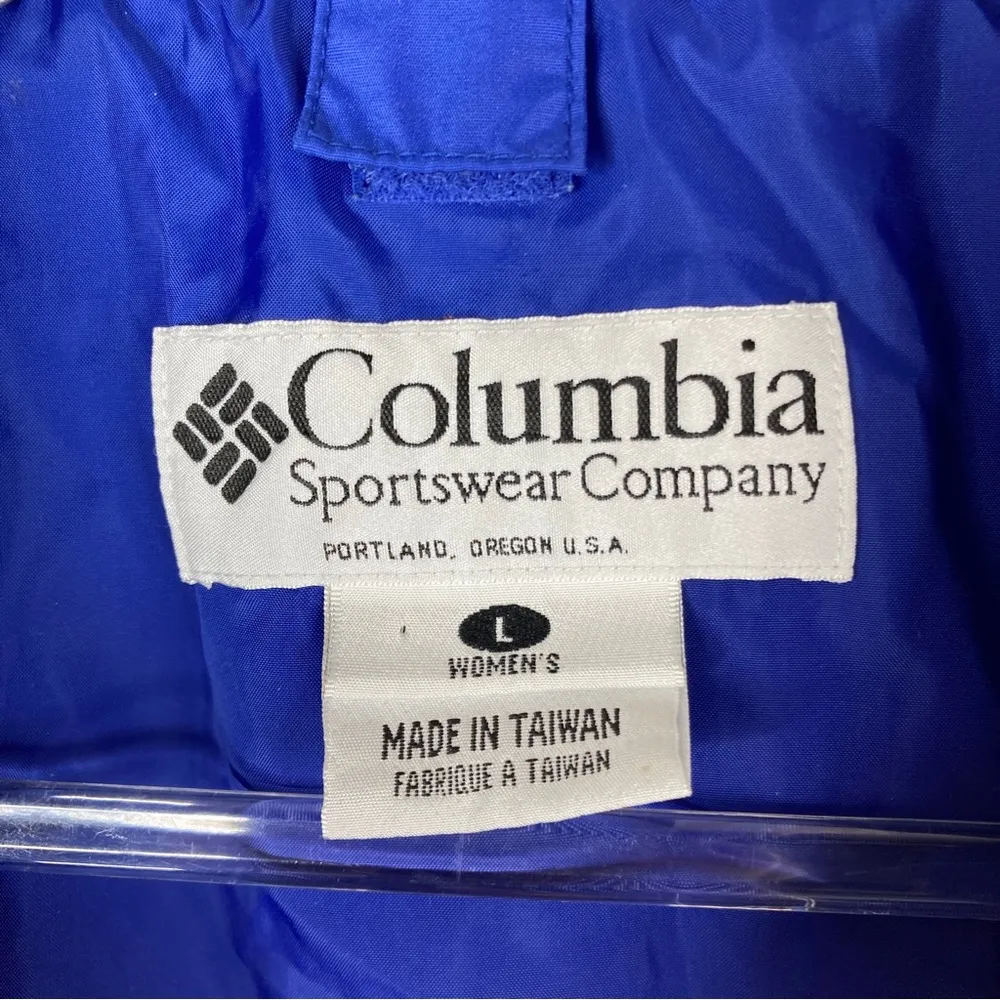 Columbia
Sportswear Company
PORTLAND, OREGON U.S.A.
L
WOMEN'S
MADE IN TAIWAN
FABRIQUE A TAIWAN